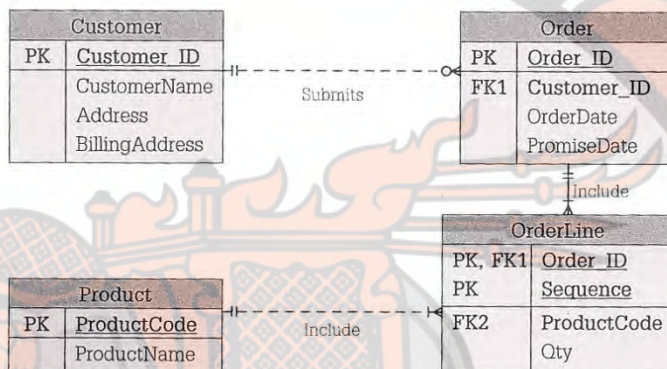 Customer
PK Customer_ID
CustomerName
Address
BillingAddress
Submits
Order
PK Order_ID
FK1 Customer_ID
OrderDate
PromiseDate
Include
OrderLine
PK, FK1 Order_ID
PK Sequence
FK2 ProductCode
Qty
Product
PK ProductCode
ProductName
Include